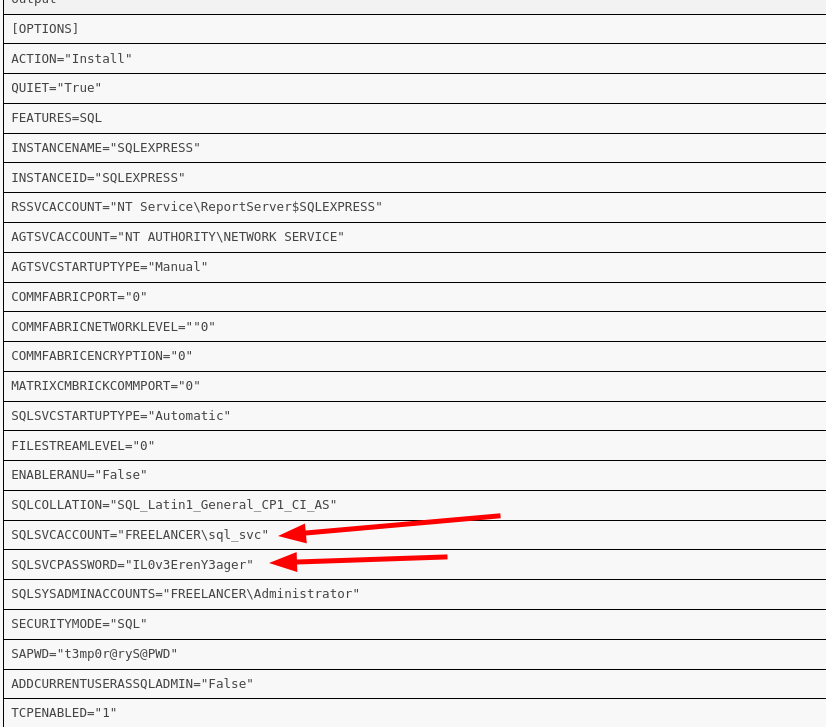 output
[OPTIONS]
ACTION="Install"
QUIET="True"
FEATURES=SQL
INSTANCENAME="SQLEXPRESS"
INSTANCEID="SQLEXPRESS"
RSSVCACCOUNT="NT Service\ReportServer$SQLEXPRESS"
AGTSVCACCOUNT="NT AUTHORITY\NETWORK SERVICE"
AGTSVCSTARTUPTYPE="Manual"
COMMFABRICPORT="0"
COMMFABRICNETWORKLEVEL=""0"
COMMFABRICENCRYPTION="0"
MATRIXCMBRICKCOMMPORT="0"
SQLSVCSTARTUPTYPE="Automatic"
FILESTREAMLEVEL="0"
ENABLERANU="False"
SQLCOLLATION="SQL_Latin1_General_CP1_CI_AS"
SQLSVCACCOUNT="FREELANCER\sql_svc"
SQLSVCPASSWORD="IL0v3ErenY3ager"
SQLSYSADMINACCOUNTS="FREELANCER\Administrator"
SECURITYMODE="SQL"
SAPWD="t3mp0r@ryS@PWD"
ADDCURRENTUSERASSQLADMIN="False"
TCPENABLED="1"